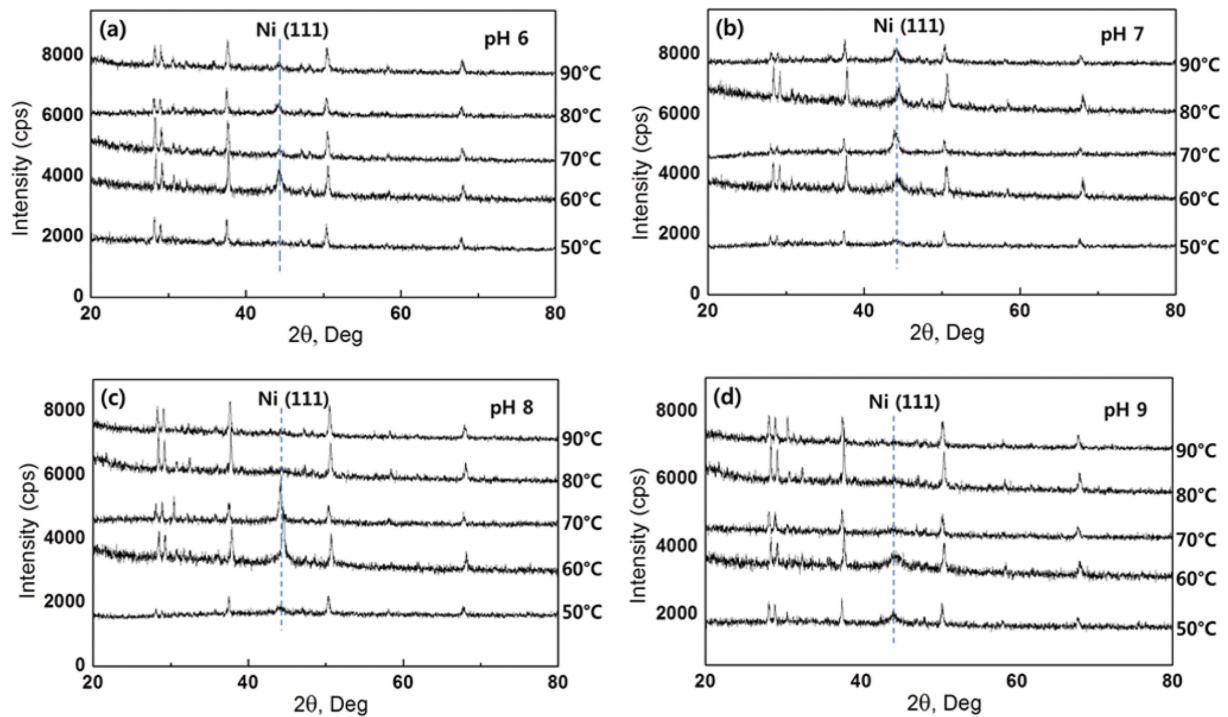 (a)
Ni (111)
pH 6
8000
6000
4000
2000
0
Intensity (cps)
90°C
80°C
70°C
60°C
50°C
20
40
60
80
2θ, Deg
(b)
Ni (111)
pH 7
8000
6000
4000
2000
0
Intensity (cps)
90°C
80°C
70°C
60°C
50°C
20
40
60
80
2θ, Deg
(c)
Ni (111)
pH 8
8000
6000
4000
2000
0
Intensity (cps)
90°C
80°C
70°C
60°C
50°C
20
40
60
80
2θ, Deg
(d)
Ni (111)
pH 9
8000
6000
4000
2000
Intensity (cps)
90°C
80°C
70°C
60°C
50°C
20
40
60
80
2θ, Deg